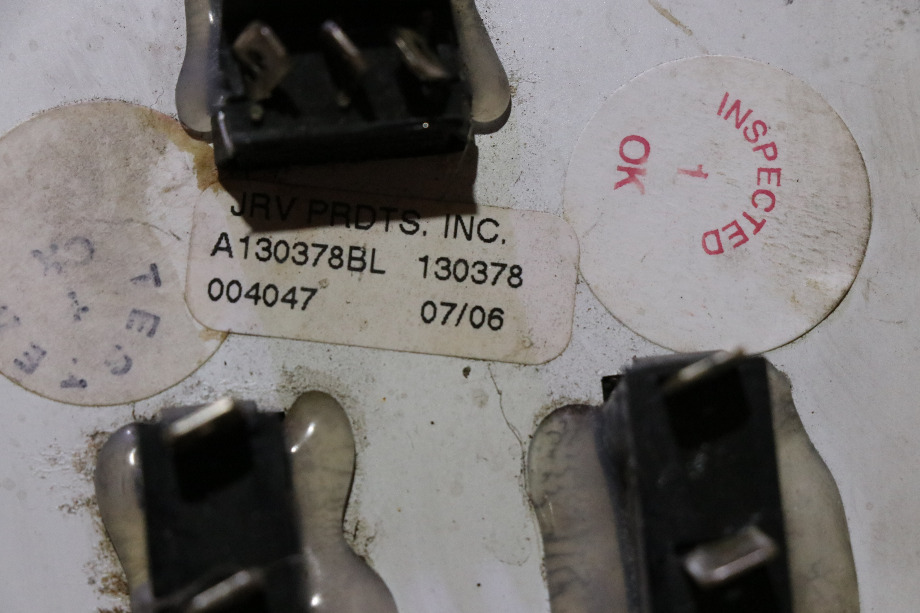 JRV PRDTS. INC.
A130378BL 130378
004047 07/06
INSPECTED
1
OK